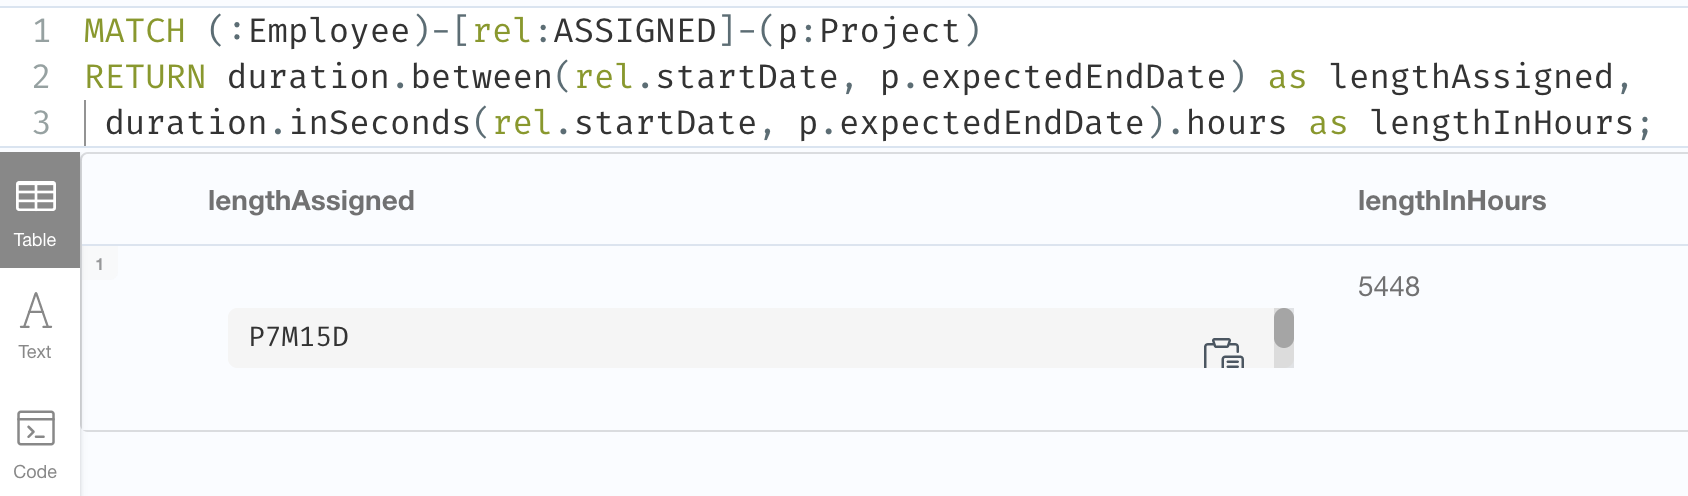 1 MATCH (:Employee)-[rel:ASSIGNED]-(p:Project)
2 RETURN duration.between(rel.startDate, p.expectedEndDate) as lengthAssigned,
3 duration.inSeconds(rel.startDate, p.expectedEndDate).hours as lengthInHours;
lengthAssigned lengthInHours
Table
1
5448
P7M15D
A
Text
>_
Code